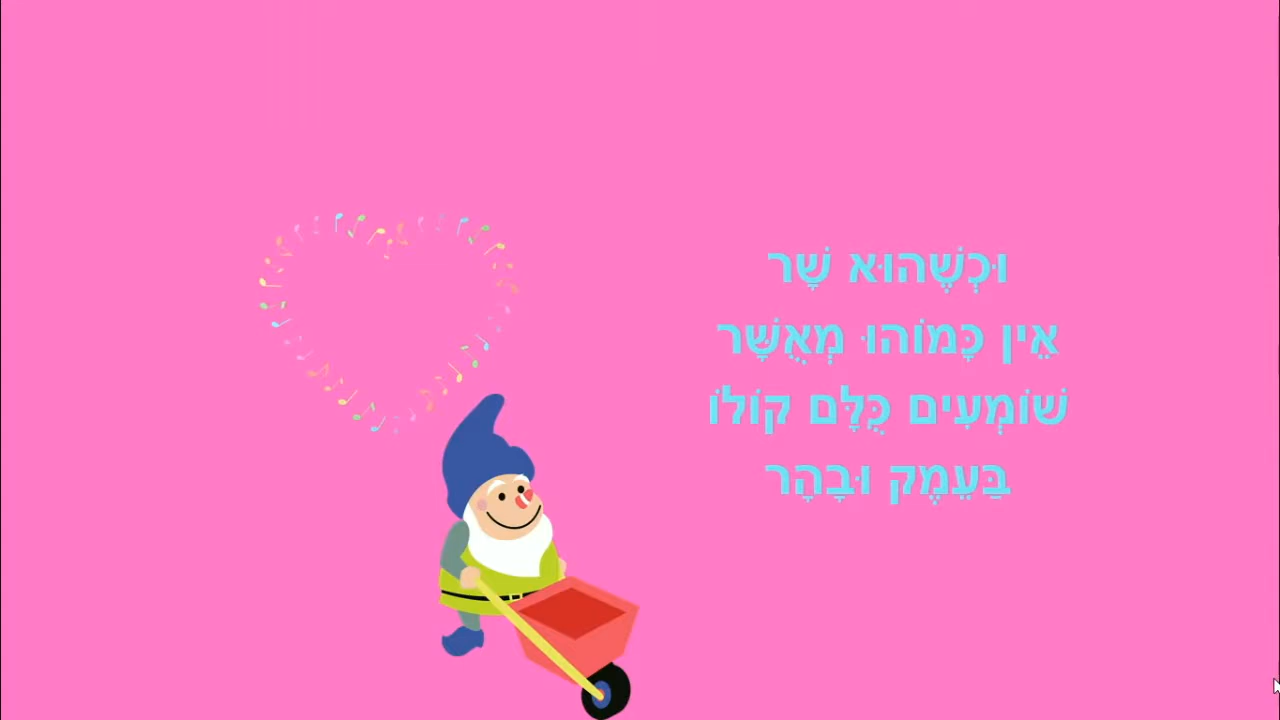 וּכְשֶׁהוּא שָׁר
אֵין כָּמוֹהוּ מְאֻשָּׁר
שׁוֹמְעִים כֻּלָּם קוֹלוֹ
בַּעֵמֶק וּבָהָר